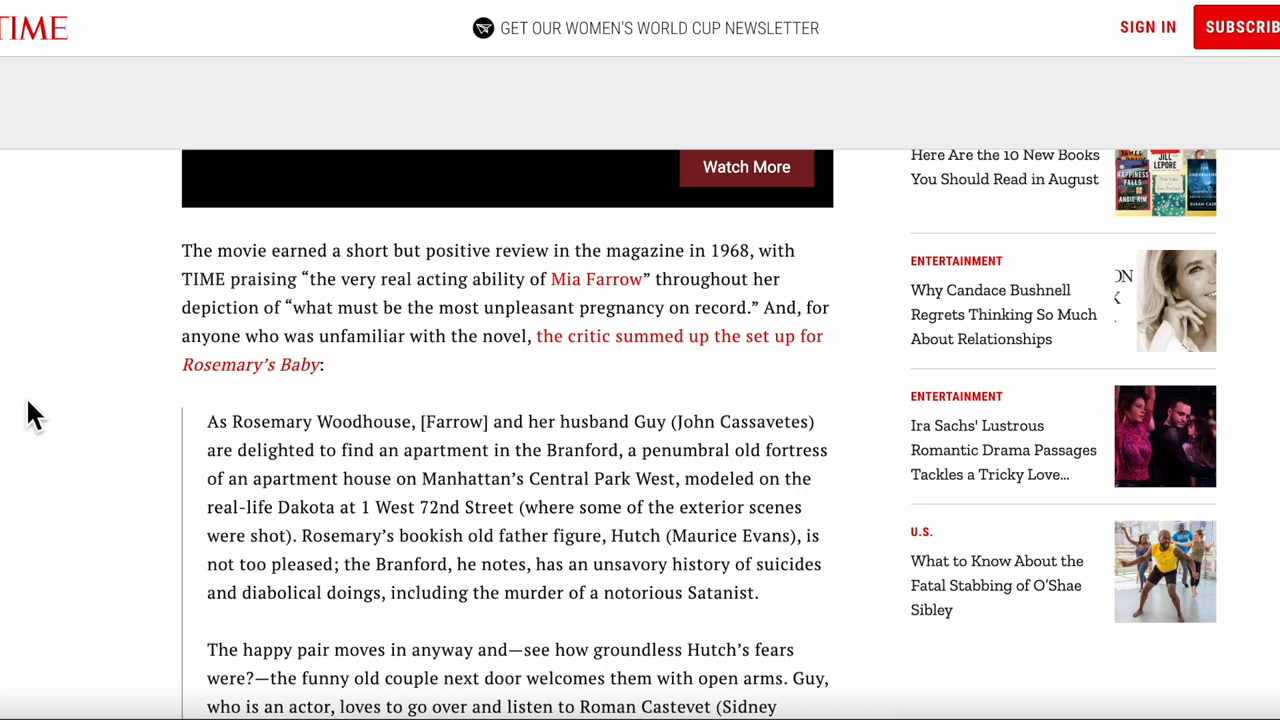 TIME
GET OUR WOMEN'S WORLD CUP NEWSLETTER
SIGN IN
SUBSCRIB
Watch More
The movie earned a short but positive review in the magazine in 1968, with
TIME praising “the very real acting ability of Mia Farrow” throughout her
depiction of “what must be the most unpleasant pregnancy on record.” And, for
anyone who was unfamiliar with the novel, the critic summed up the set up for
Rosemary’s Baby:
As Rosemary Woodhouse, [Farrow] and her husband Guy (John Cassavetes)
are delighted to find an apartment in the Branford, a penumbral old fortress
of an apartment house on Manhattan’s Central Park West, modeled on the
real-life Dakota at 1 West 72nd Street (where some of the exterior scenes
were shot). Rosemary’s bookish old father figure, Hutch (Maurice Evans), is
not too pleased; the Branford, he notes, has an unsavory history of suicides
and diabolical doings, including the murder of a notorious Satanist.
The happy pair moves in anyway and—see how groundless Hutch’s fears
were?—the funny old couple next door welcomes them with open arms. Guy,
who is an actor, loves to go over and listen to Roman Castevet (Sidney
Here Are the 10 New Books
You Should Read in August
JAMES
HAPPINESS
FALLS
ANGIE KIM
JILL
LEPORE
THE
SUSAN CASE
ENTERTAINMENT
Why Candace Bushnell
Regrets Thinking So Much
About Relationships
ON
K
ENTERTAINMENT
Ira Sachs' Lustrous
Romantic Drama Passages
Tackles a Tricky Love...
U.S.
What to Know About the
Fatal Stabbing of O’Shae
Sibley